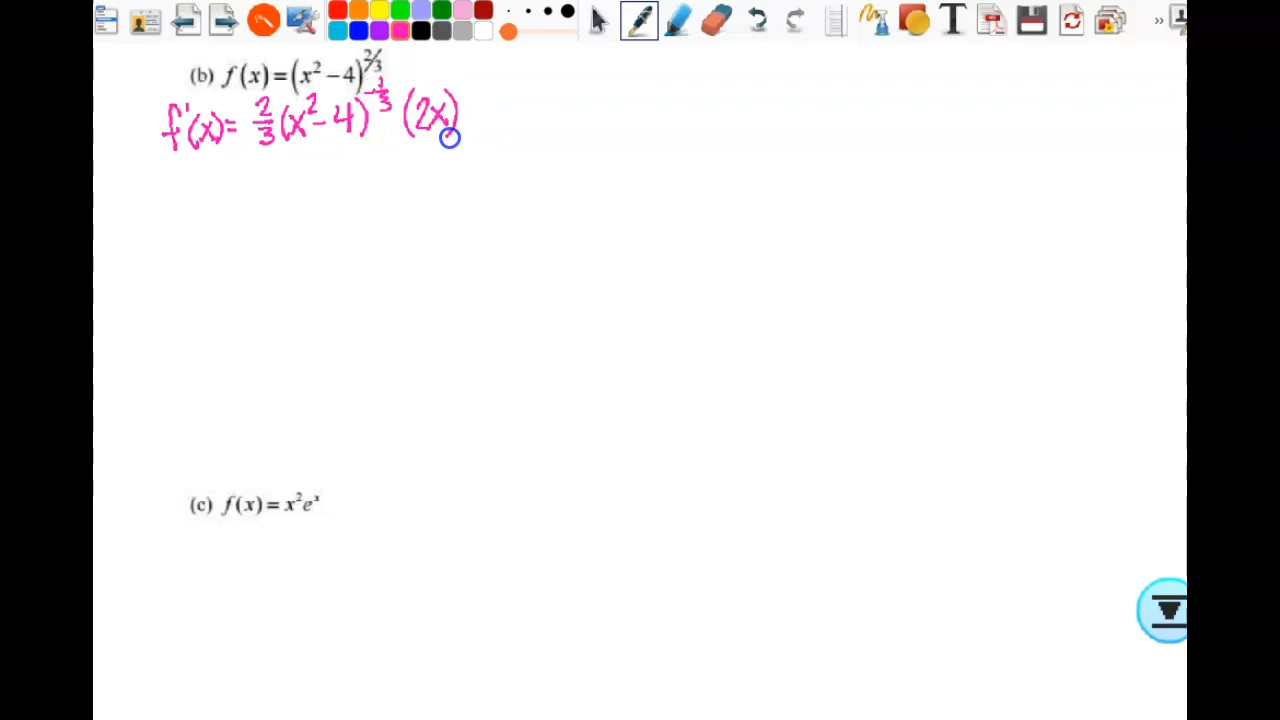 (b) f(x) = (x² − 4)^{2/3}
f'(x) = 2/3 (x² − 4)^{-1/3} (2x)
(c) f(x) = x²eˣ